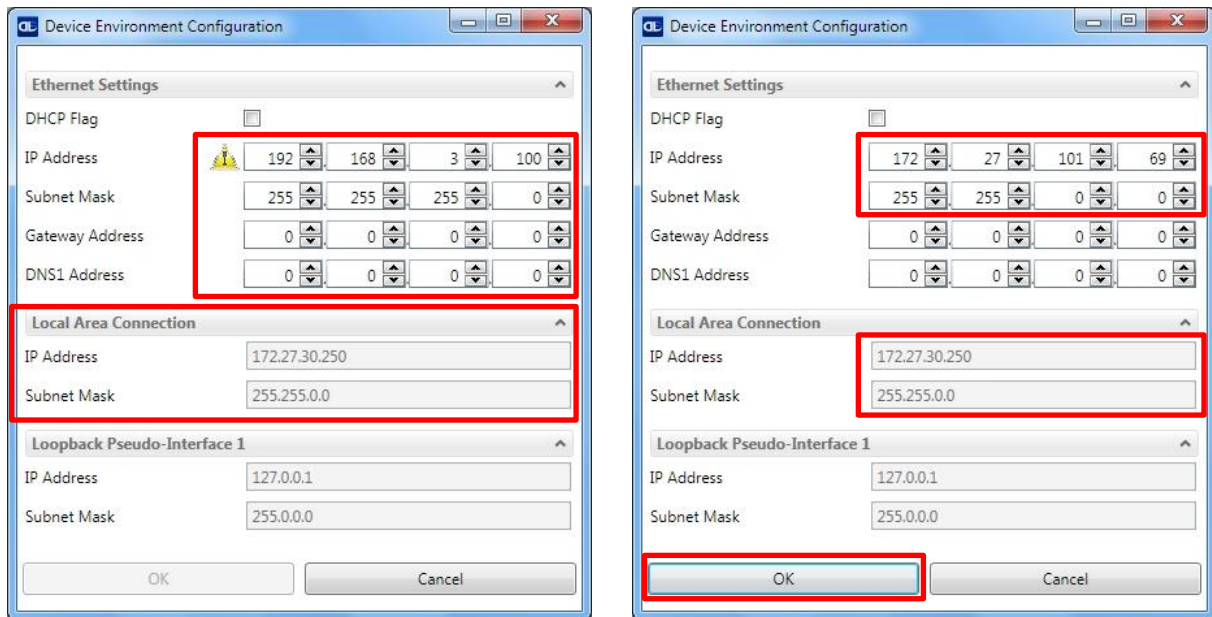 Device Environment Configuration
Ethernet Settings
DHCP Flag
IP Address 192 . 168 . 3 . 100
Subnet Mask 255 . 255 . 255 . 0
Gateway Address 0 . 0 . 0 . 0
DNS1 Address 0 . 0 . 0 . 0
Local Area Connection
IP Address 172.27.30.250
Subnet Mask 255.255.0.0
Loopback Pseudo-Interface 1
IP Address 127.0.0.1
Subnet Mask 255.0.0.0
OK Cancel
Device Environment Configuration
Ethernet Settings
DHCP Flag
IP Address 172 . 27 . 101 . 69
Subnet Mask 255 . 255 . 0 . 0
Gateway Address 0 . 0 . 0 . 0
DNS1 Address 0 . 0 . 0 . 0
Local Area Connection
IP Address 172.27.30.250
Subnet Mask 255.255.0.0
Loopback Pseudo-Interface 1
IP Address 127.0.0.1
Subnet Mask 255.0.0.0
OK Cancel